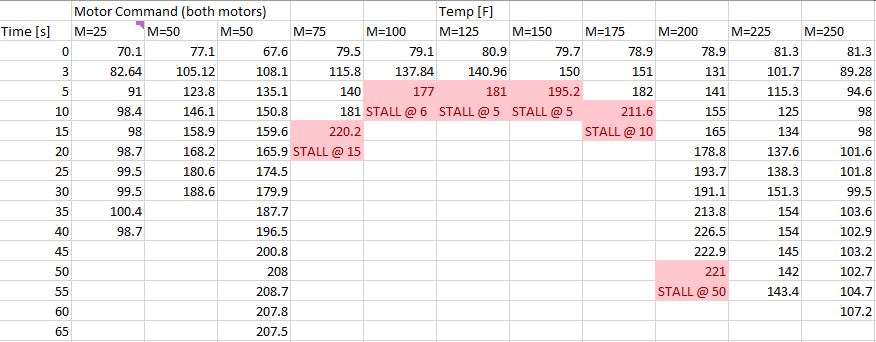 Motor Command (both motors) Temp [F]
Time [s] M=25 M=50 M=50 M=75 M=100 M=125 M=150 M=175 M=200 M=225 M=250
0 70.1 77.1 67.6 79.5 79.1 80.9 79.7 78.9 78.9 81.3 81.3
3 82.64 105.12 108.1 115.8 137.84 140.96 150 151 131 101.7 89.28
5 91 123.8 135.1 140 177 181 195.2 182 141 115.3 94.6
10 98.4 146.1 150.8 181 STALL @ 6 STALL @ 5 STALL @ 5 211.6 155 125 98
15 98 158.9 159.6 220.2 STALL @ 10 165 134 98
20 98.7 168.2 165.9 STALL @ 15 178.8 137.6 101.6
25 99.5 180.6 174.5 193.7 138.3 101.8
30 99.5 188.6 179.9 191.1 151.3 99.5
35 100.4 187.7 213.8 154 103.6
40 98.7 196.5 226.5 154 102.9
45 200.8 222.9 145 103.2
50 208 221 142 102.7
55 208.7 STALL @ 50 143.4 104.7
60 207.8 107.2
65 207.5